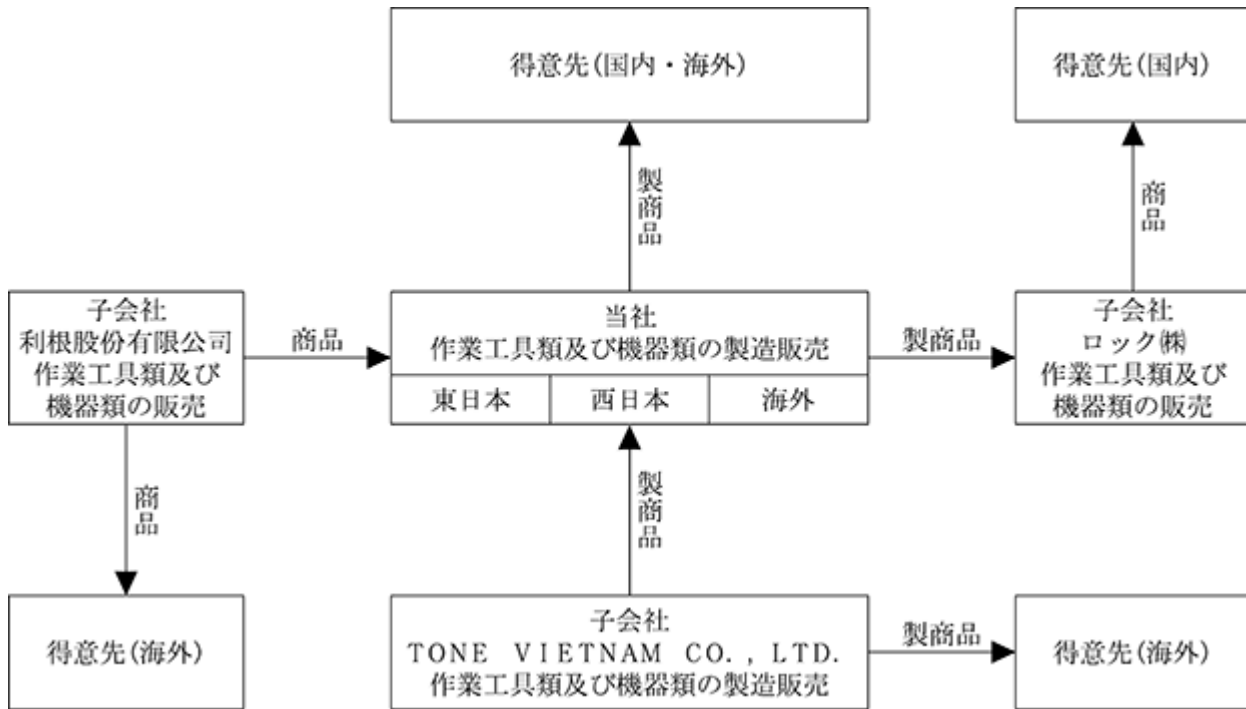 得意先(国内・海外)
得意先(国内)
製商品
商品
子会社
利根股份有限公司
作業工具類及び
機器類の販売
商品
当社
作業工具類及び機器類の製造販売
東日本
西日本
海外
製商品
子会社
ロック㈱
作業工具類及び
機器類の販売
商品
製商品
得意先(海外)
子会社
TONE VIETNAM CO., LTD.
作業工具類及び機器類の製造販売
製商品
得意先(海外)